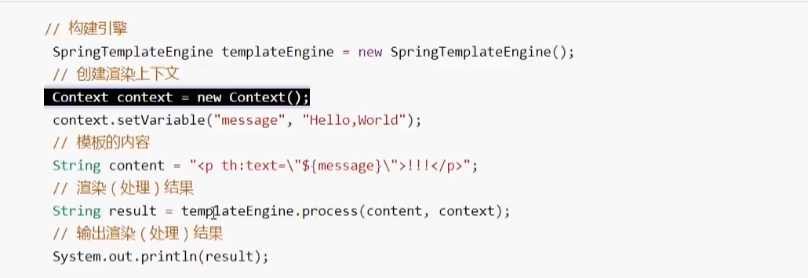 // 构建引擎
SpringTemplateEngine templateEngine = new SpringTemplateEngine();
// 创建渲染上下文
Context context = new Context();
context.setVariable("message", "Hello,World");
// 模板的内容
String content = "<p th:text=\"${message}\">!!!</p>";
// 渲染(处理)结果
String result = templateEngine.process(content, context);
// 输出渲染(处理)结果
System.out.println(result);